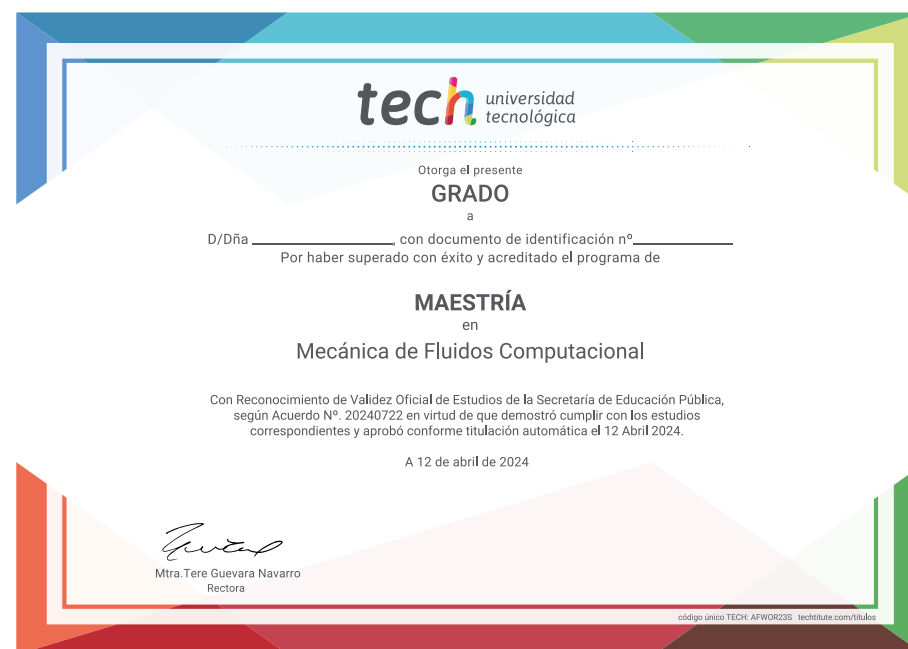 tech universidad
tecnológica
Otorga el presente
GRADO
a
D/Dña ________________, con documento de identificación nº____________
Por haber superado con éxito y acreditado el programa de
MAESTRÍA
en
Mecánica de Fluidos Computacional
Con Reconocimiento de Validez Oficial de Estudios de la Secretaría de Educación Pública,
según Acuerdo Nº. 20240722 en virtud de que demostró cumplir con los estudios
correspondientes y aprobó conforme titulación automática el 12 Abril 2024.
A 12 de abril de 2024
Mtra.Tere Guevara Navarro
Rectora
código único TECH: AFWOR23S techtitute.com/titulos